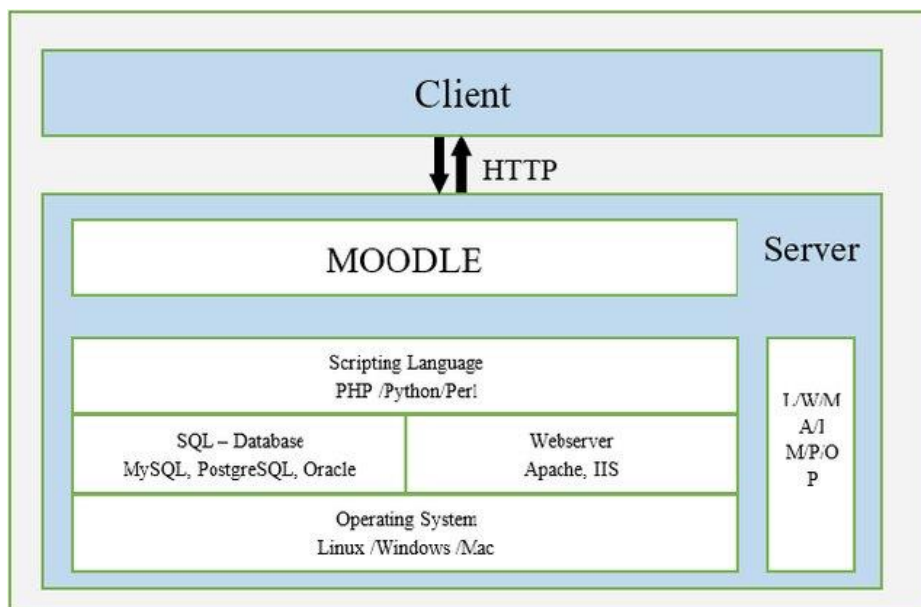 Client
HTTP
Server
MOODLE
Scripting Language
PHP /Python/Perl
SQL – Database
MySQL, PostgreSQL, Oracle
Webserver
Apache, IIS
Operating System
Linux /Windows /Mac
L/W/M
A/I
M/P/O
P